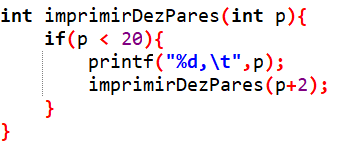 int imprimirDezPares(int p){
    if(p < 20){
        printf("%d,\t",p);
        imprimirDezPares(p+2);
    }
}